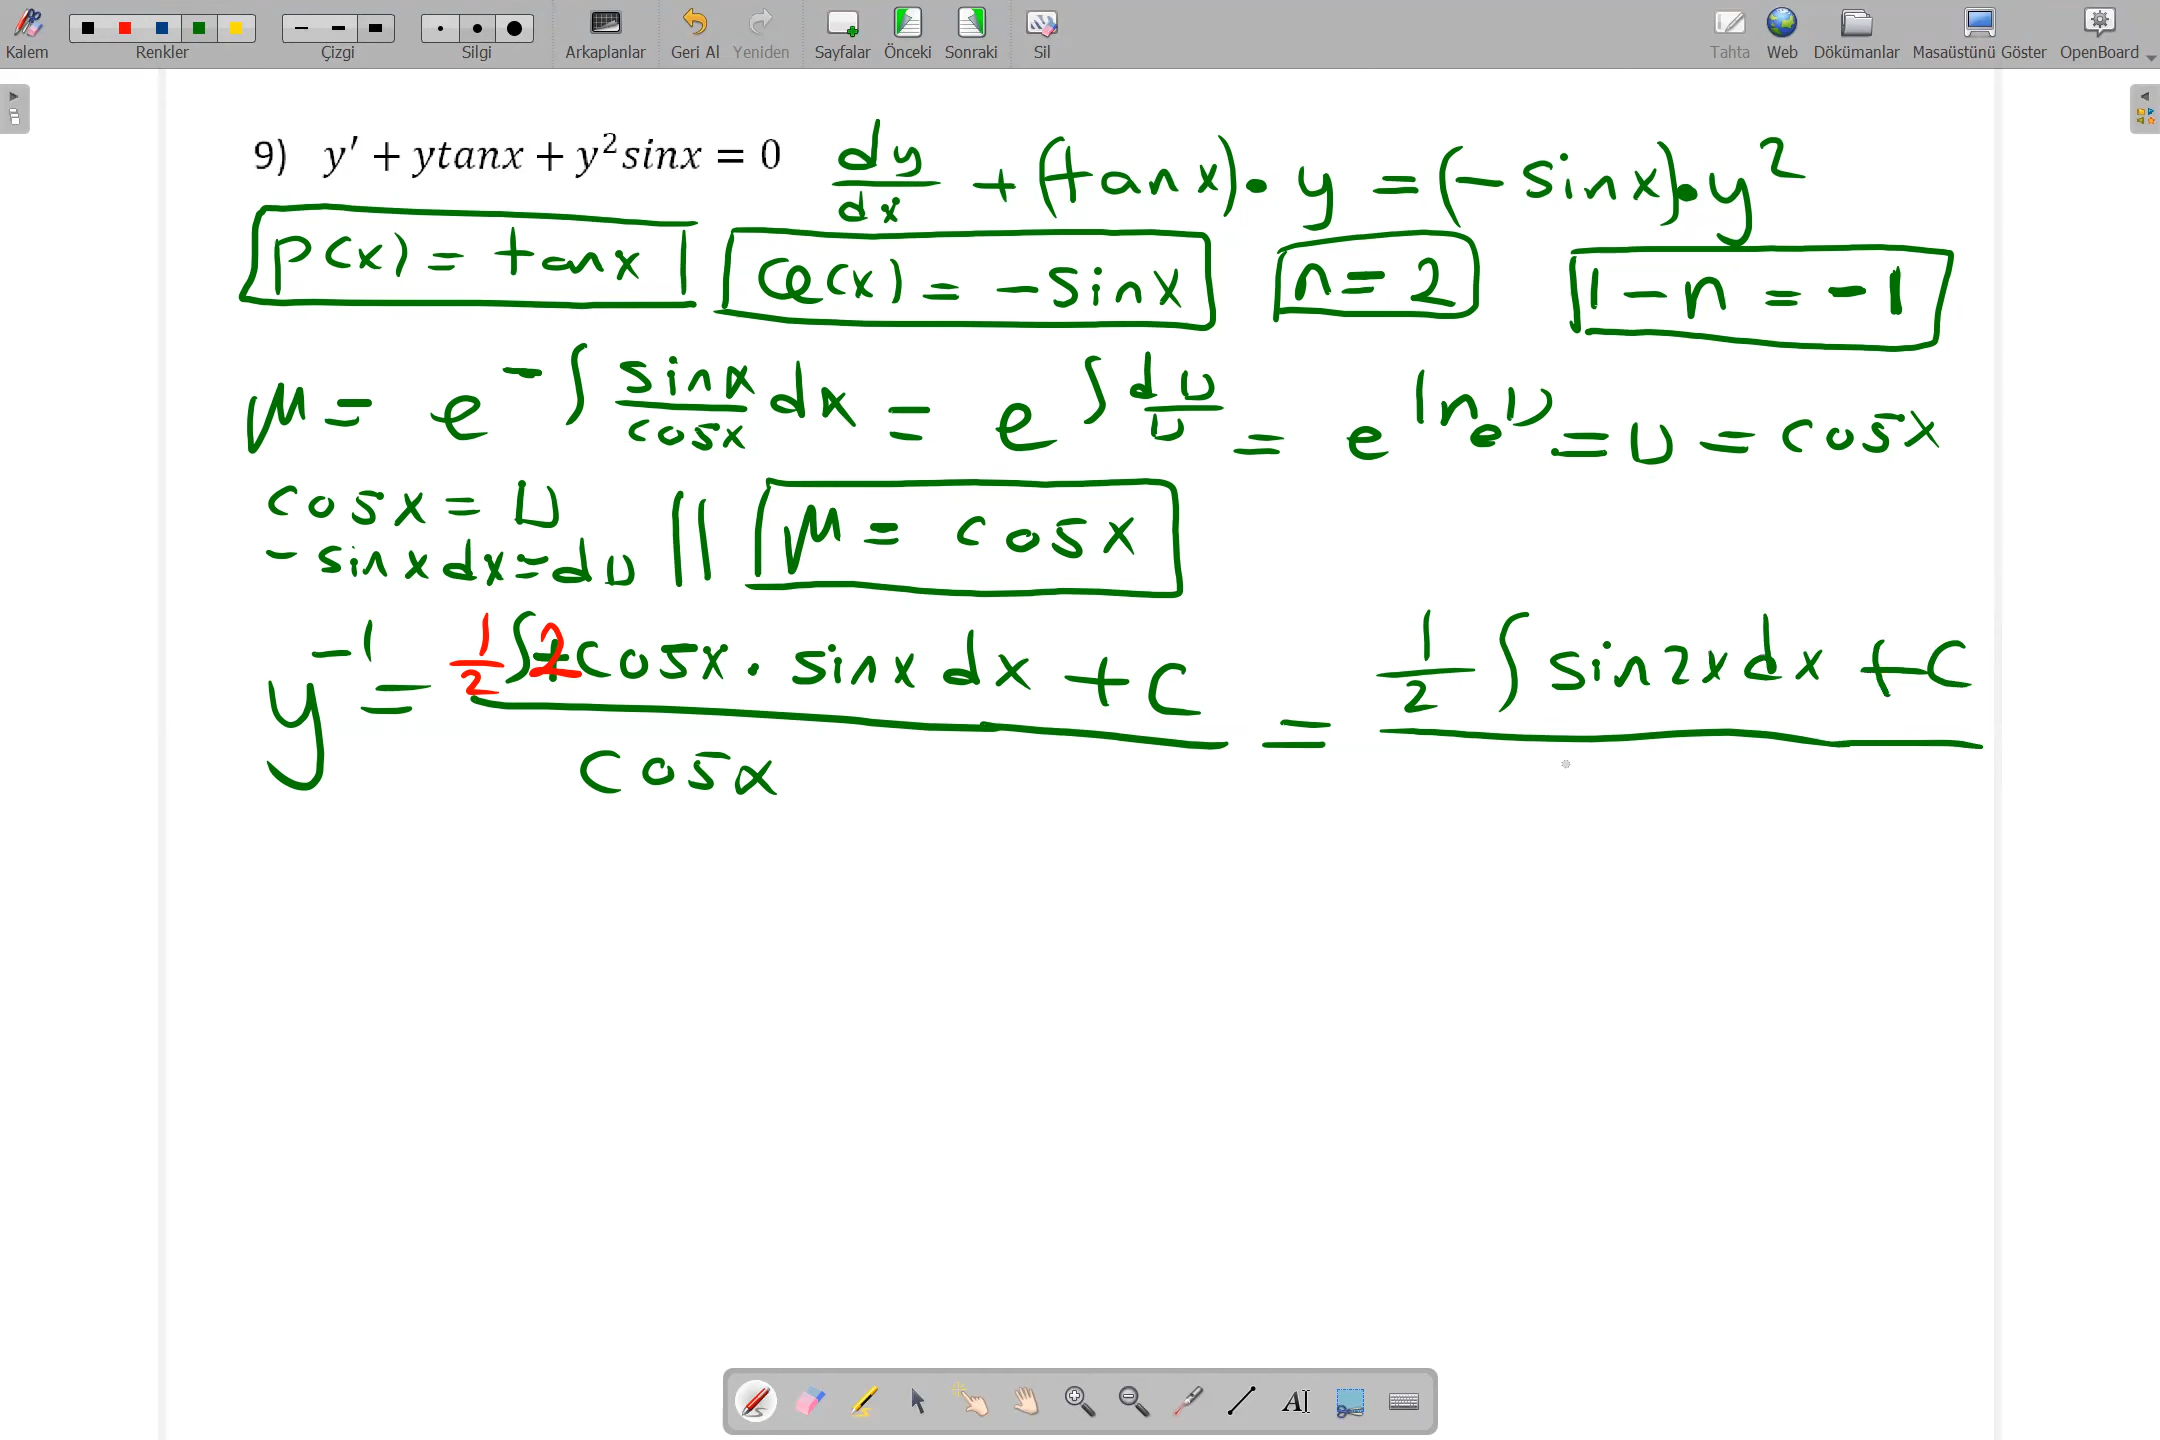 Kalem Renkler Çizgi Silgi Arkaplanlar Geri Al Yeniden Sayfalar Önceki Sonraki Sil Tahta Web Dökümanlar Masaüstünü Göster OpenBoard
9) y′ + ytanx + y²sinx = 0 dy/dx + (tanx)·y = (-sinx)·y²
P(x) = tanx Q(x) = -sinx n = 2 1-n = -1
μ = e^(-∫ sinx/cosx dx) = e^(∫ du/u) = e^(ln_e u) = u = cosx
cosx = u
-sinx dx = du || μ = cosx
y⁻¹ = (1/2 ∫ 2cosx · sinx dx + c) / cosx = 1/2 ∫ sin2x dx + c
AI